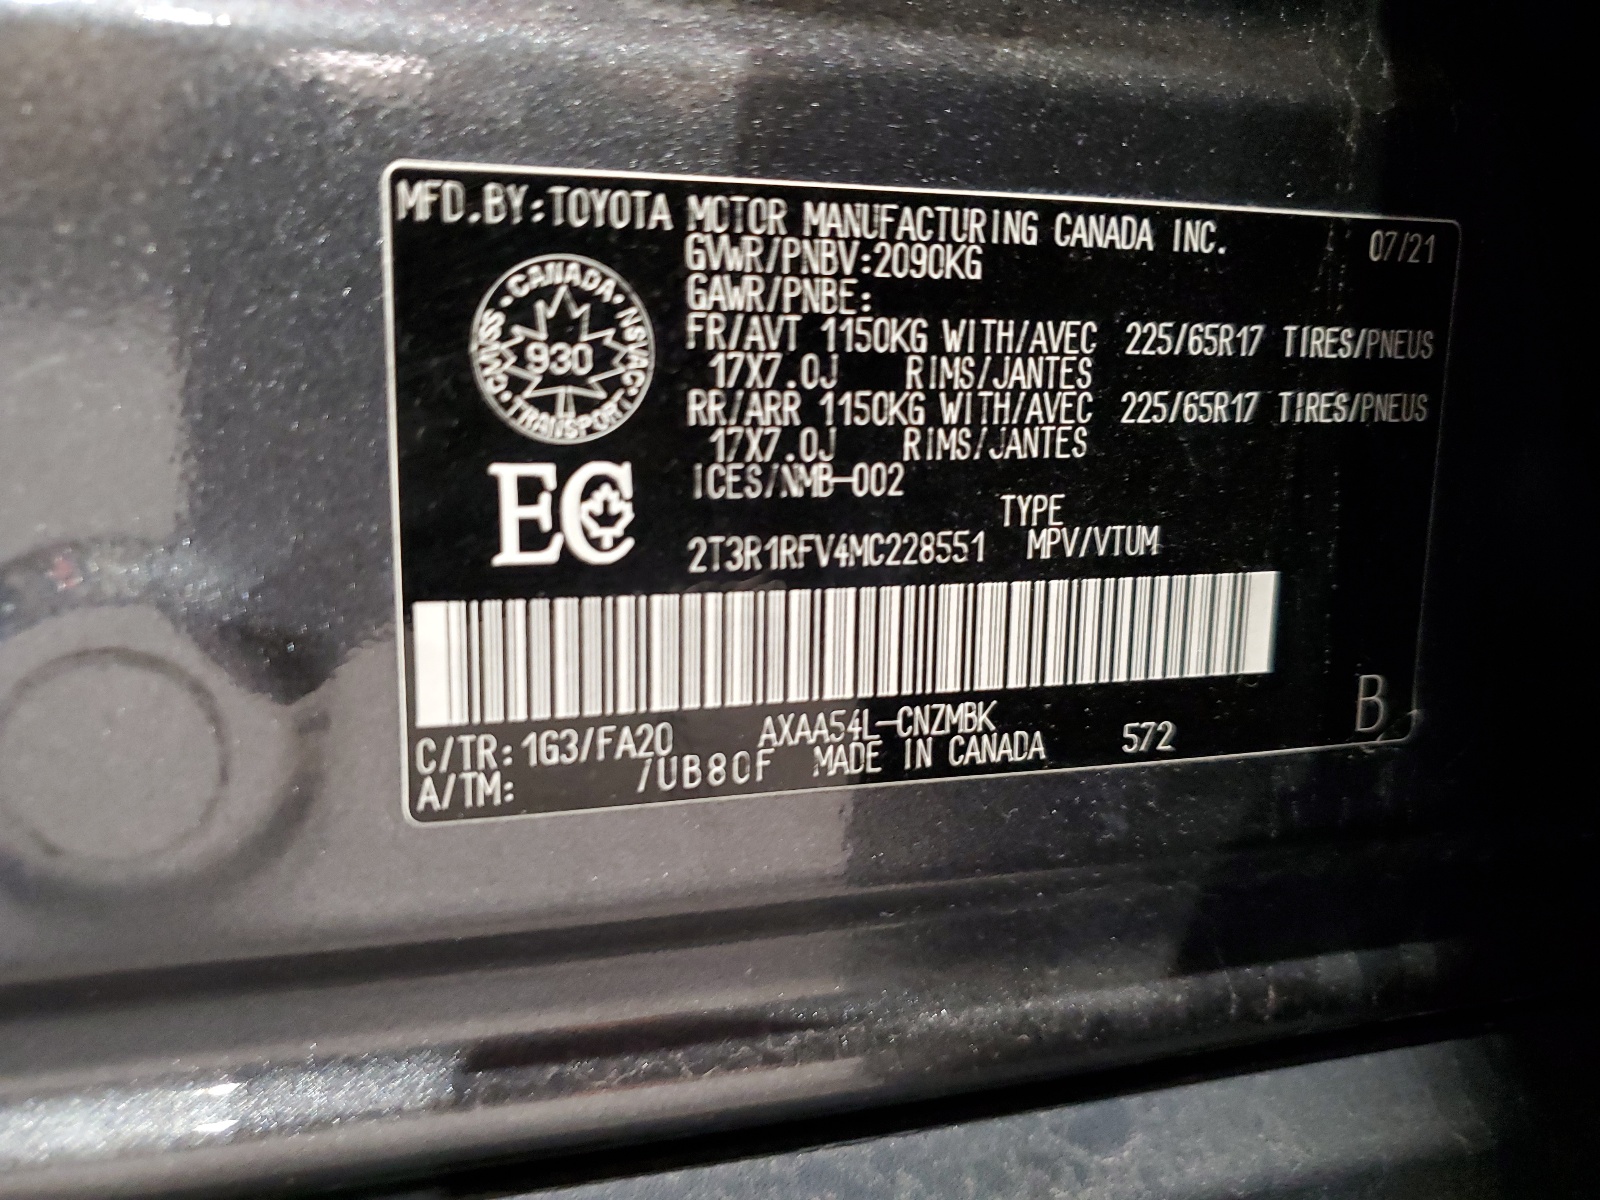 MFD.BY:TOYOTA MOTOR MANUFACTURING CANADA INC. 07/21
GVWR/PNBV:2090KG
GAWR/PNBE:
FR/AVT 1150KG WITH/AVEC 225/65R17 TIRES/PNEUS
17X7.0J RIMS/JANTES
RR/ARR 1150KG WITH/AVEC 225/65R17 TIRES/PNEUS
17X7.0J RIMS/JANTES
ICES/NMB-002
CANADA
930
CMVSS
NSVAC
TRANSPORT
EC
TYPE
2T3R1RFV4MC228551 MPV/VTUM
C/TR: 1G3/FA20 AXAA54L-CNZMBK 572 B
A/TM: /UB80F MADE IN CANADA